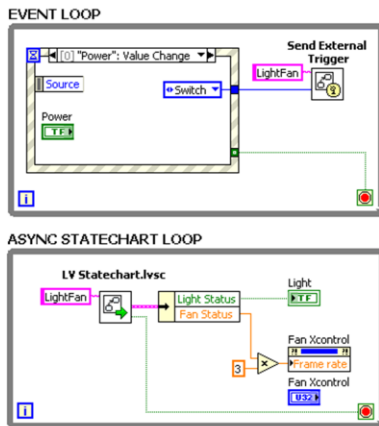 EVENT LOOP
[0] "Power": Value Change
Send External
Trigger
LightFan
Source
Switch
Power
TF
i
ASYNC STATECHART LOOP
LV Statechart.lvsc
LightFan
Light Status
Fan Status
Light
TF
Fan Xcontrol
Frame rate
3
x
Fan Xcontrol
U32
i